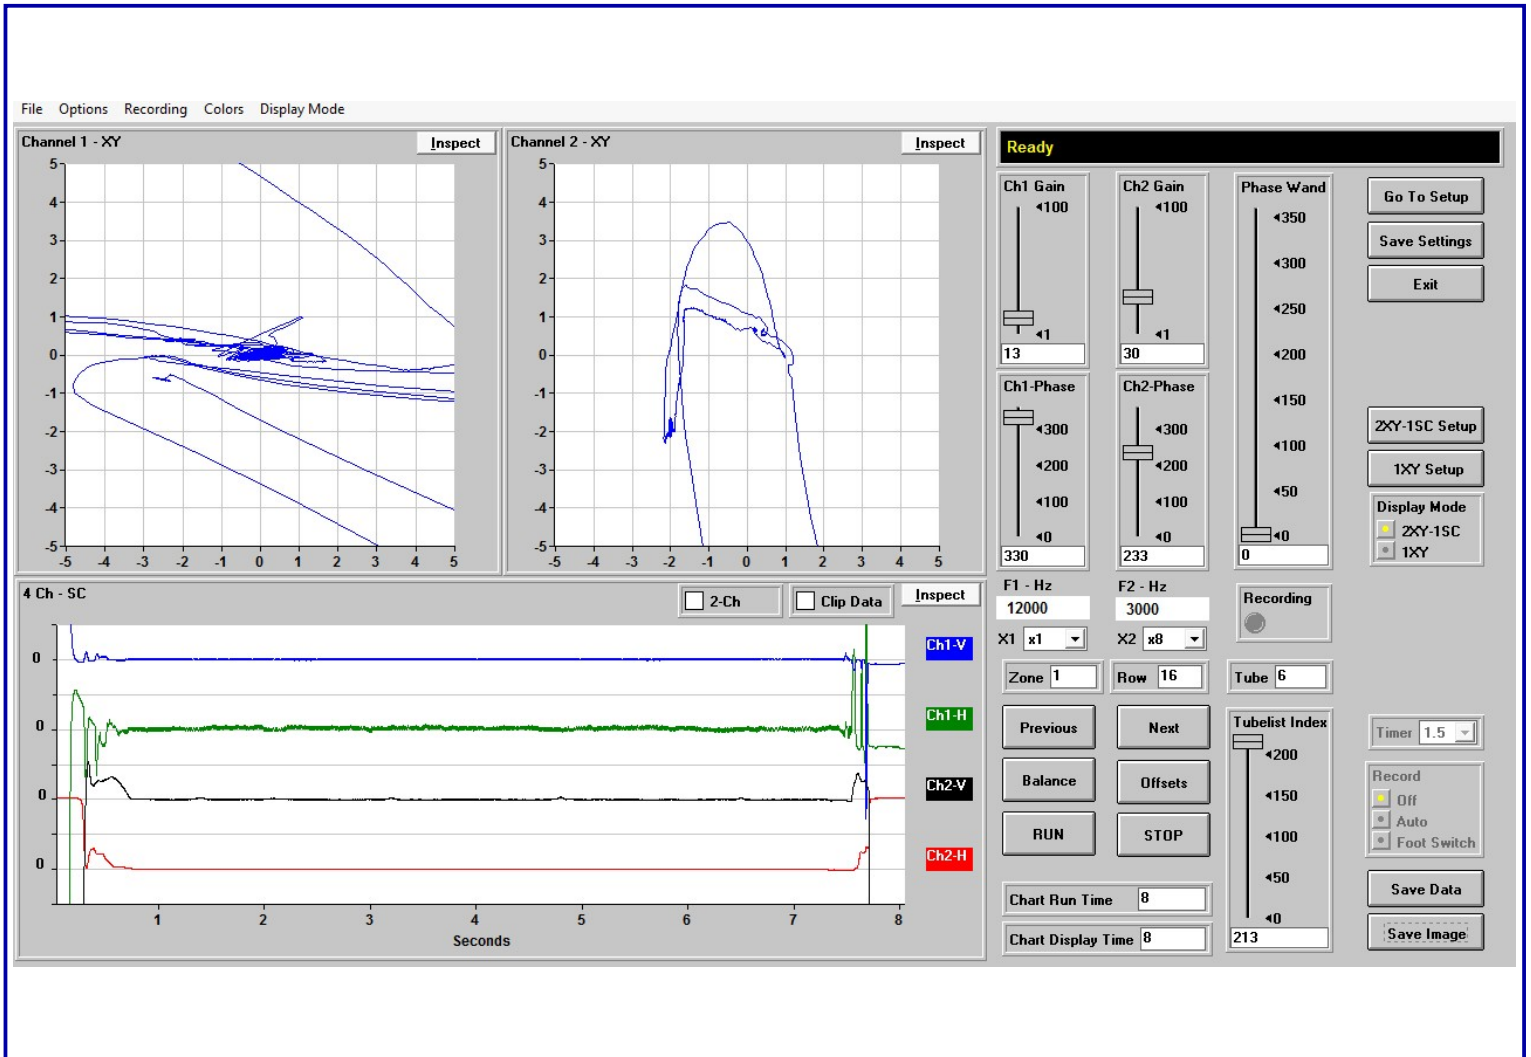 File Options Recording Colors Display Mode
Channel 1 - XY
Inspect
5
4
3
2
1
0
-1
-2
-3
-4
-5
-5 -4 -3 -2 -1 0 1 2 3 4 5
Channel 2 - XY
Inspect
5
4
3
2
1
0
-1
-2
-3
-4
-5
-5 -4 -3 -2 -1 0 1 2 3 4 5
4 Ch - SC
2-Ch
Clip Data
Inspect
0
0
0
0
Ch1-V
Ch1-H
Ch2-V
Ch2-H
1 2 3 4 5 6 7 8
Seconds
Ready
Ch1 Gain
100
1
13
Ch2 Gain
100
1
30
Phase Wand
350
300
250
200
150
100
50
0
0
Ch1-Phase
300
200
100
0
330
Ch2-Phase
300
200
100
0
233
Go To Setup
Save Settings
Exit
2XY-1SC Setup
1XY Setup
Display Mode
2XY-1SC
1XY
F1 - Hz
12000
F2 - Hz
3000
Recording
X1 x1
X2 x8
Zone 1
Row 16
Tube 6
Previous
Next
Balance
Offsets
RUN
STOP
Tubelist Index
200
150
100
50
0
213
Timer 1.5
Record
Off
Auto
Foot Switch
Chart Run Time 8
Chart Display Time 8
Save Data
Save Image